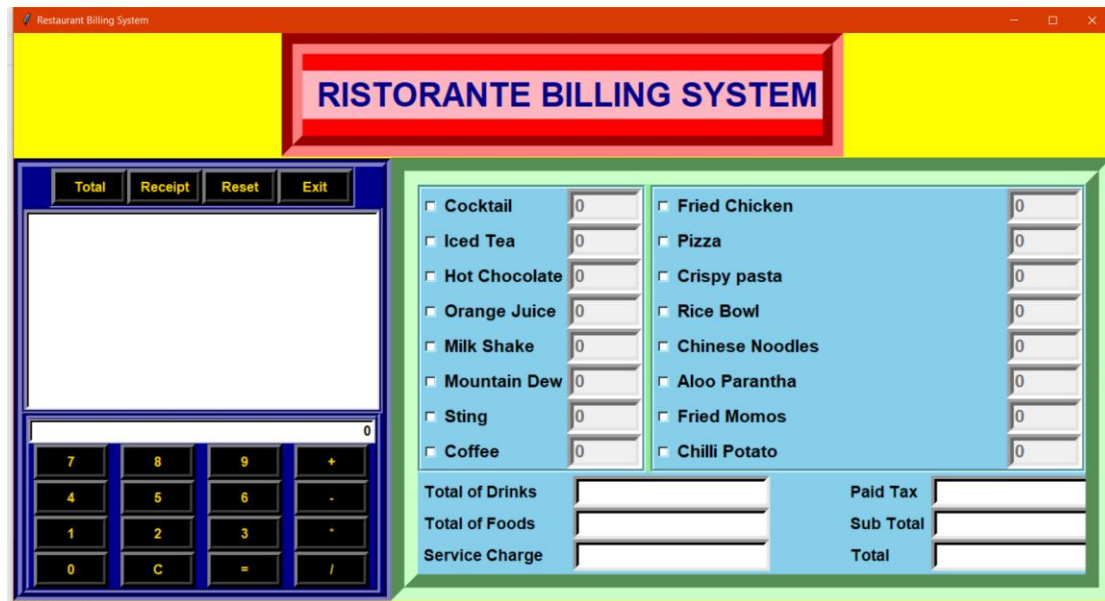 Restaurant Billing System
RISTORANTE BILLING SYSTEM
Total Receipt Reset Exit
0
7 8 9 +
4 5 6 -
1 2 3 *
0 C = /
Cocktail 0
Iced Tea 0
Hot Chocolate 0
Orange Juice 0
Milk Shake 0
Mountain Dew 0
Sting 0
Coffee 0
Fried Chicken 0
Pizza 0
Crispy pasta 0
Rice Bowl 0
Chinese Noodles 0
Aloo Parantha 0
Fried Momos 0
Chilli Potato 0
Total of Drinks
Total of Foods
Service Charge
Paid Tax
Sub Total
Total